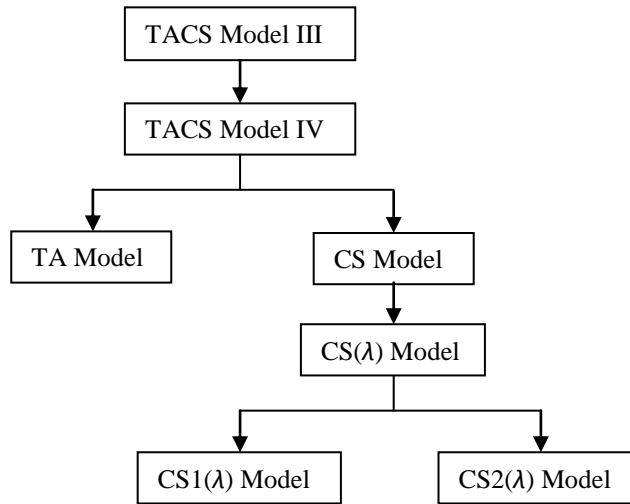 TACS Model III
TACS Model IV
TA Model
CS Model
CS(λ) Model
CS1(λ) Model
CS2(λ) Model